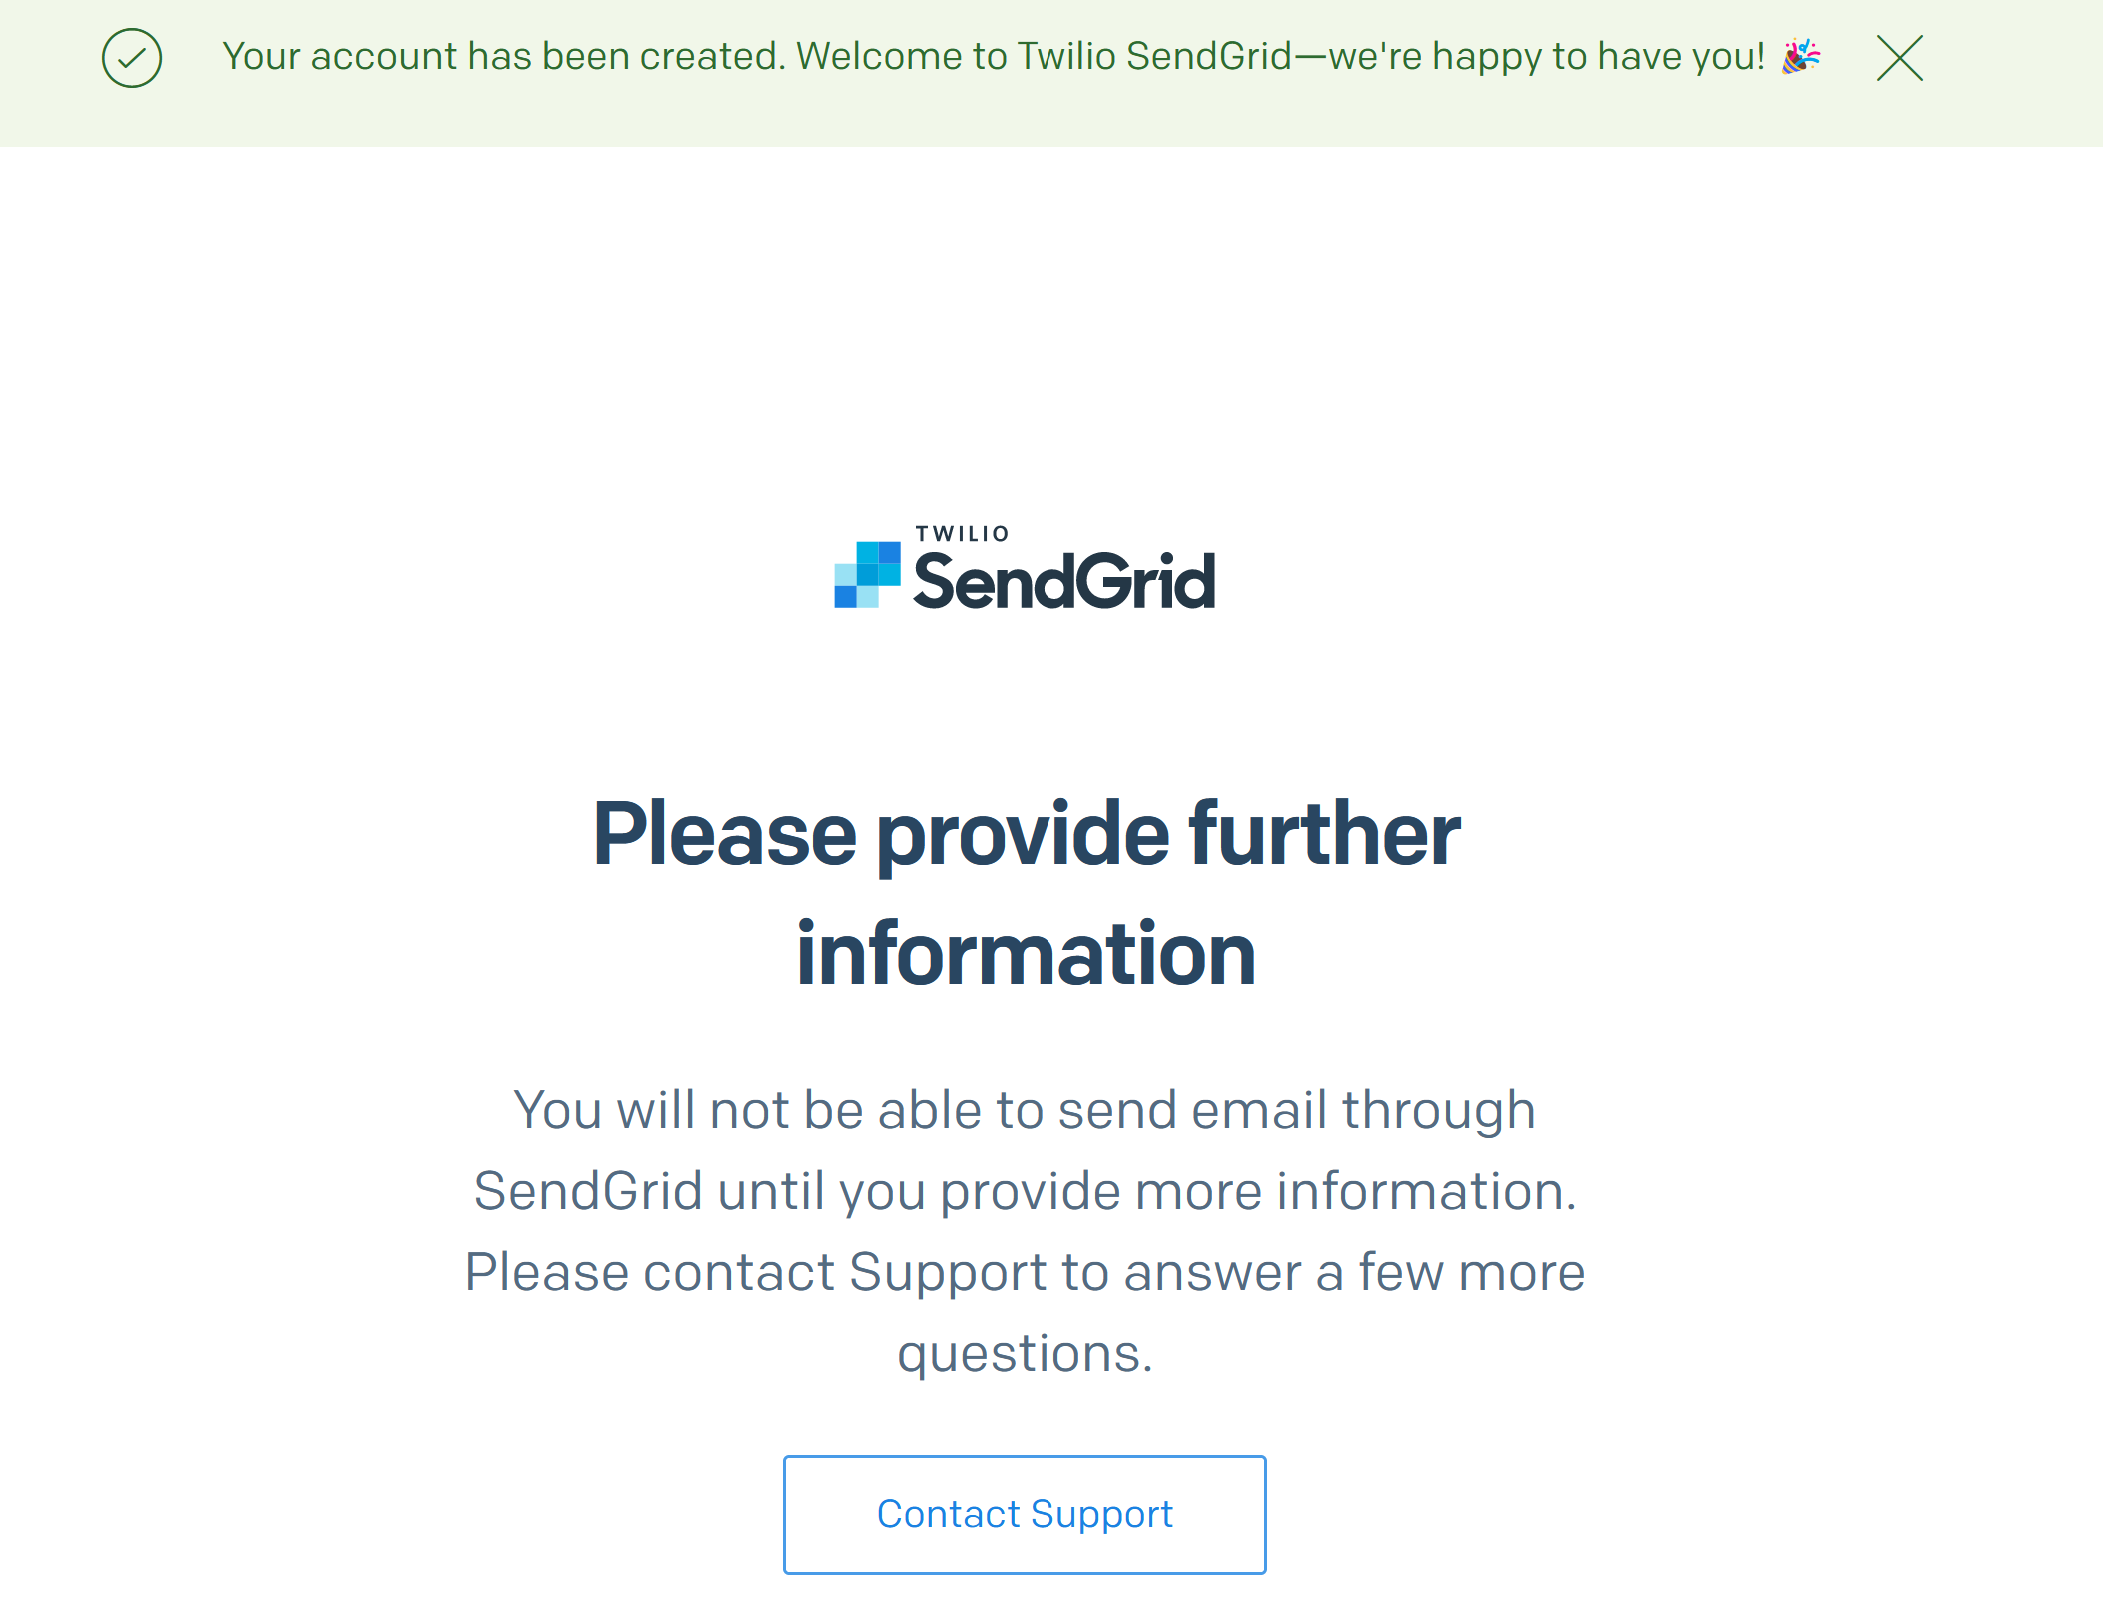 Your account has been created. Welcome to Twilio SendGrid—we're happy to have you! 🎉
TWILIO
SendGrid
Please provide further
information
You will not be able to send email through
SendGrid until you provide more information.
Please contact Support to answer a few more
questions.
Contact Support